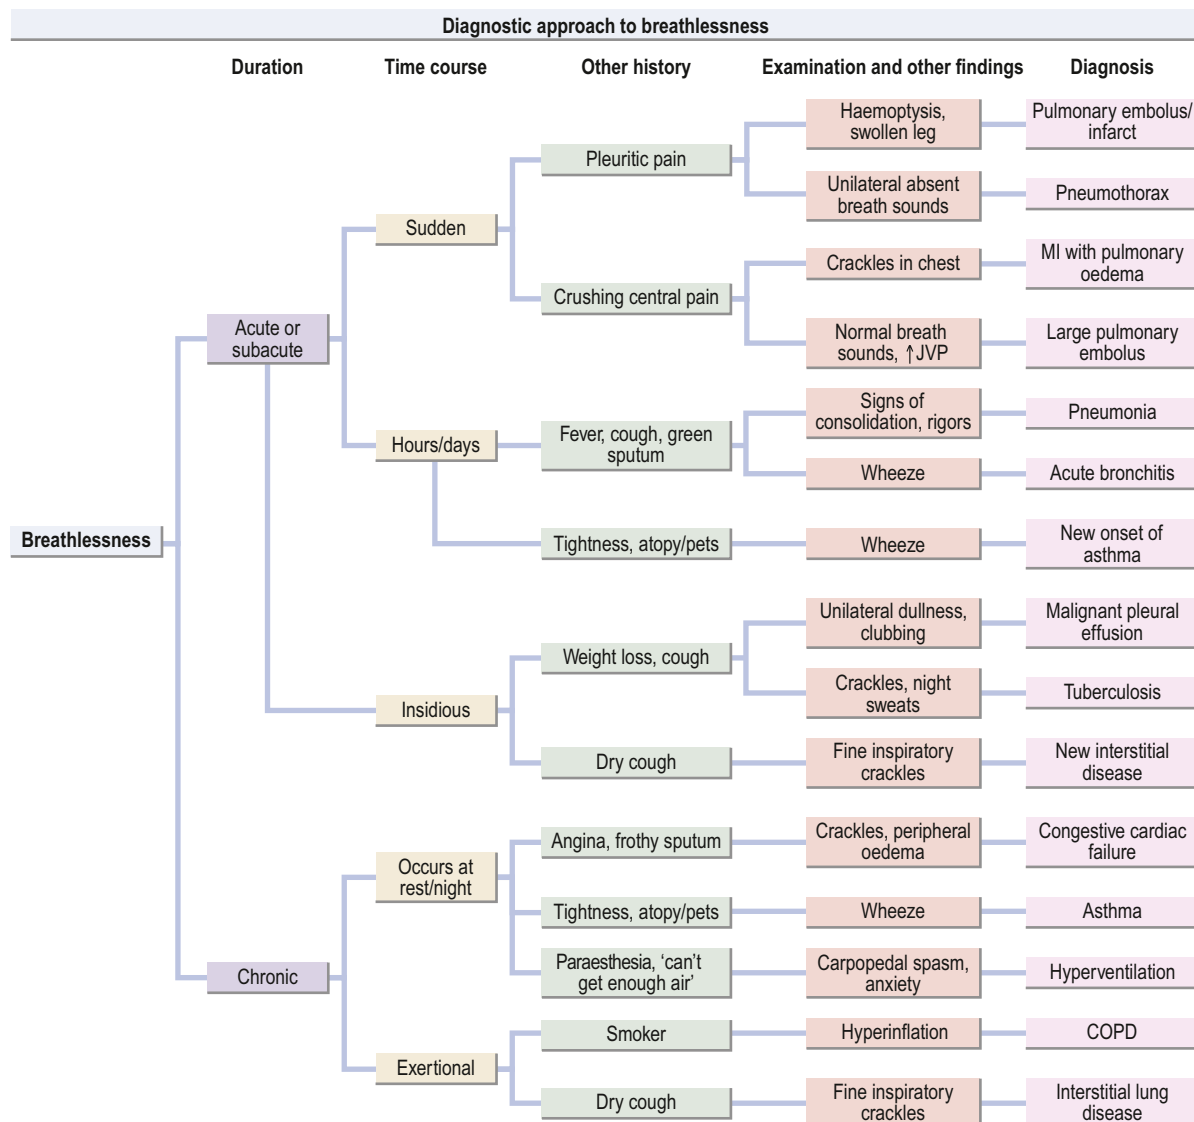 Diagnostic approach to breathlessness
Duration
Time course
Other history
Examination and other findings
Diagnosis
Breathlessness
Acute or
subacute
Sudden
Pleuritic pain
Haemoptysis,
swollen leg
Pulmonary embolus/
infarct
Unilateral absent
breath sounds
Pneumothorax
Crushing central pain
Crackles in chest
MI with pulmonary
oedema
Normal breath
sounds, ↑JVP
Large pulmonary
embolus
Hours/days
Fever, cough, green
sputum
Signs of
consolidation, rigors
Pneumonia
Wheeze
Acute bronchitis
Tightness, atopy/pets
Wheeze
New onset of
asthma
Insidious
Weight loss, cough
Unilateral dullness,
clubbing
Malignant pleural
effusion
Crackles, night
sweats
Tuberculosis
Dry cough
Fine inspiratory
crackles
New interstitial
disease
Chronic
Occurs at
rest/night
Angina, frothy sputum
Crackles, peripheral
oedema
Congestive cardiac
failure
Tightness, atopy/pets
Wheeze
Asthma
Paraesthesia, ‘can’t
get enough air’
Carpopedal spasm,
anxiety
Hyperventilation
Exertional
Smoker
Hyperinflation
COPD
Dry cough
Fine inspiratory
crackles
Interstitial lung
disease